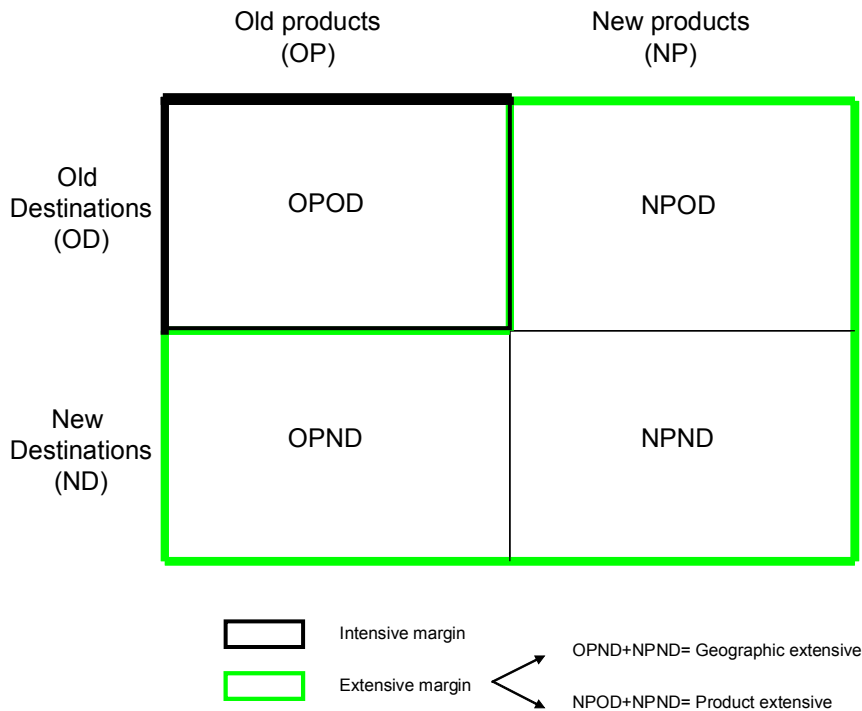 Old products
(OP)
New products
(NP)
Old
Destinations
(OD)
OPOD
NPOD
New
Destinations
(ND)
OPND
NPND
Intensive margin
Extensive margin
OPND+NPND= Geographic extensive
NPOD+NPND= Product extensive